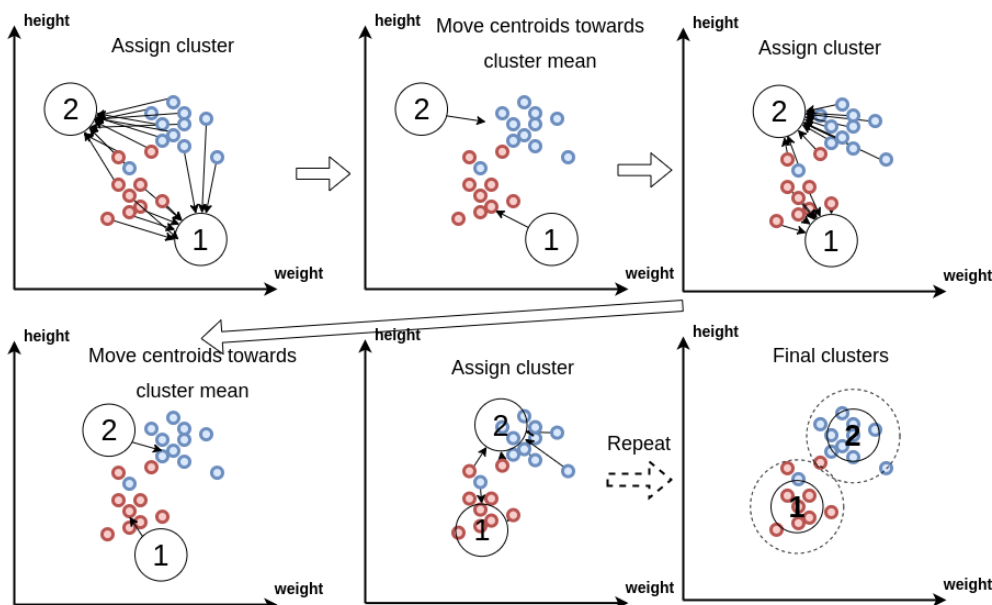 height
Assign cluster
2
1
weight
height
Move centroids towards
cluster mean
2
1
weight
height
Assign cluster
2
1
weight
height
Move centroids towards
cluster mean
2
1
weight
height
Assign cluster
2
1
weight
Repeat
height
Final clusters
2
1
weight